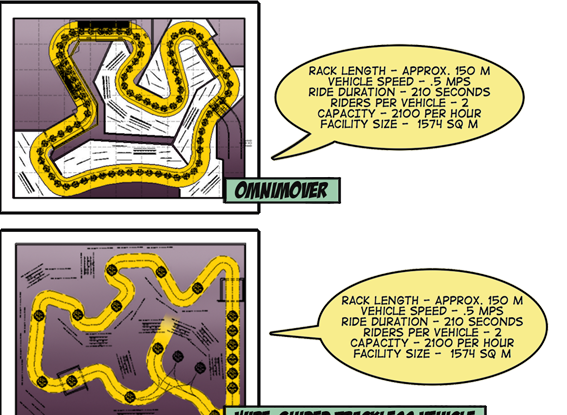 RACK LENGTH - APPROX. 150 M
VEHICLE SPEED - .5 MPS
RIDE DURATION - 210 SECONDS
RIDERS PER VEHICLE - 2
CAPACITY - 2100 PER HOUR
FACILITY SIZE - 1574 SQ M
OMNIMOVER
RACK LENGTH - APPROX. 150 M
VEHICLE SPEED - .5 MPS
RIDE DURATION - 210 SECONDS
RIDERS PER VEHICLE - 2
CAPACITY - 2100 PER HOUR
FACILITY SIZE - 1574 SQ M